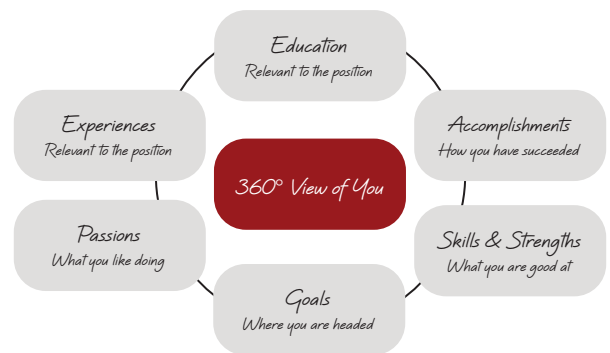 Education
Relevant to the position
Experiences
Relevant to the position
Accomplishments
How you have succeeded
360° View of You
Passions
What you like doing
Skills & Strengths
What you are good at
Goals
Where you are headed